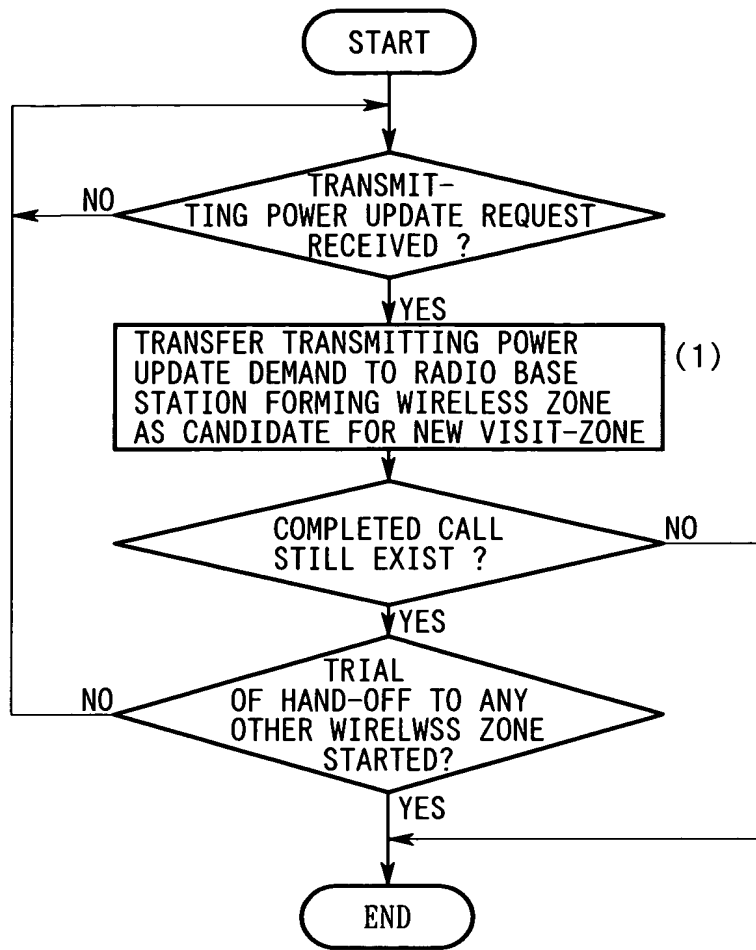 START
TRANSMIT-
NO
TING POWER UPDATE REQUEST
RECEIVED ?
YES
TRANSFER TRANSMITTING POWER
UPDATE DEMAND TO RADIO BASE
STATION FORMING WIRELESS ZONE
AS CANDIDATE FOR NEW VISIT-ZONE
(1)
COMPLETED CALL
STILL EXIST ?
NO
YES
TRIAL
NO
OF HAND-OFF TO ANY
OTHER WIRELWSS ZONE
STARTED?
YES
END